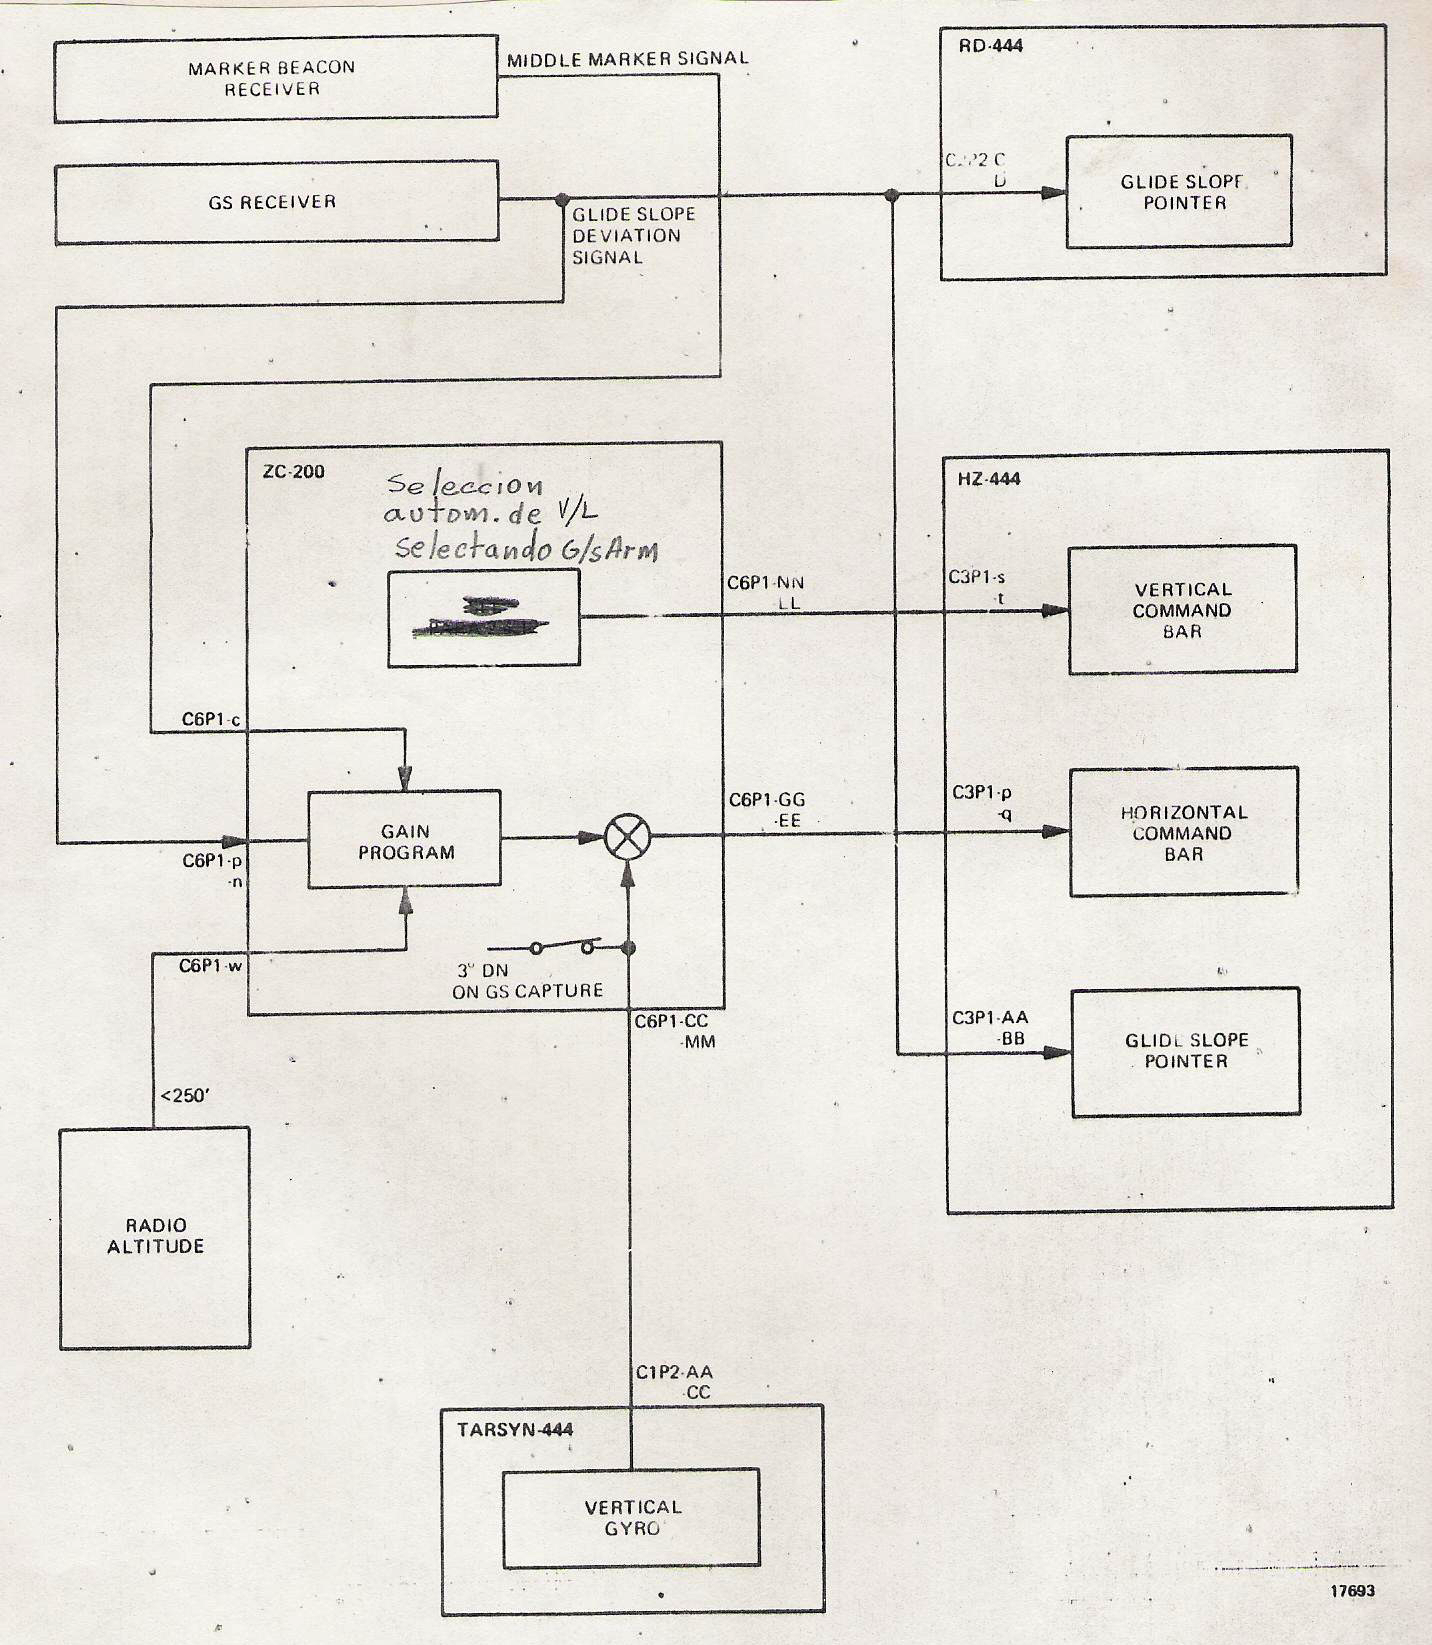 MARKER BEACON
RECEIVER
MIDDLE MARKER SIGNAL
GS RECEIVER
GLIDE SLOPE
DEVIATION
SIGNAL
RD-444
D
GLIDE SLOPE
POINTER
ZC-200
Seleccion
autom. de V/L
selectando G/s Arm
C6P1-NN
-LL
C6P1-c
GAIN
PROGRAM
C6P1-p
-n
C6P1-GG
-EE
C6P1-w
3° DN
ON GS CAPTURE
C6P1-CC
-MM
HZ-444
C3P1-s
-t
VERTICAL
COMMAND
BAR
C3P1-p
-q
HORIZONTAL
COMMAND
BAR
C3P1-AA
-BB
GLIDE SLOPE
POINTER
<250'
RADIO
ALTITUDE
C1P2-AA
-CC
TARSYN-444
VERTICAL
GYRO
17693